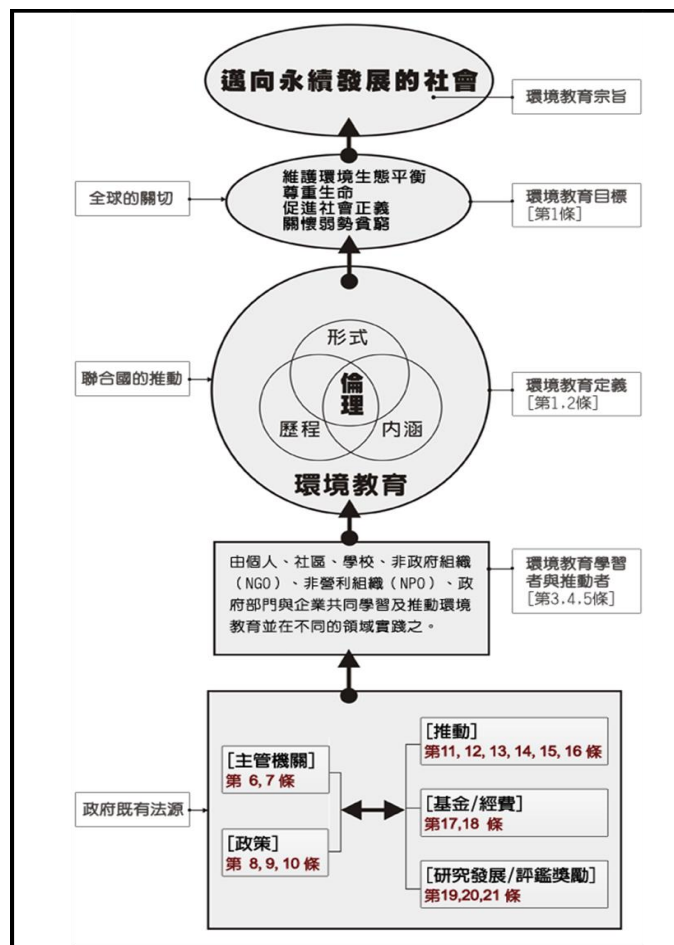 邁向永續發展的社會
環境教育宗旨
維護環境生態平衡
尊重生命
促進社會正義
關懷弱勢貧窮
全球的關切
環境教育目標
[第1條]
形式
倫
理
歷程
內涵
環境教育
聯合國的推動
環境教育定義
[第1.2條]
由個人、社區、學校、非政府組織
（NGO）、非營利組織（NPO）、政
府部門與企業共同學習及推動環境
教育並在不同的領域實踐之。
環境教育學習
者與推動者
[第3.4.5條]
政府既有法源
[主管機關]
第 6, 7 條
[政策]
第 8, 9, 10 條
[推動]
第11, 12, 13, 14, 15, 16 條
[基金/經費]
第17,18 條
[研究發展/評鑑獎勵]
第19,20,21 條